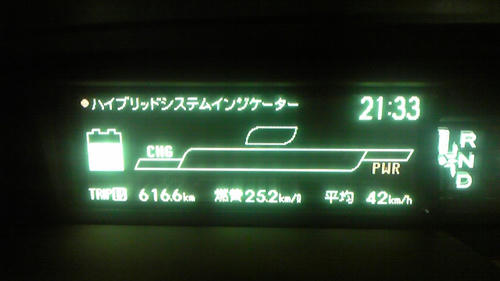 ハイブリッドシステムインジケーター 21:33
CHG
PWR
TRIP 616.6km 燃費25.2km/ℓ 平均 42km/h
R
N
D